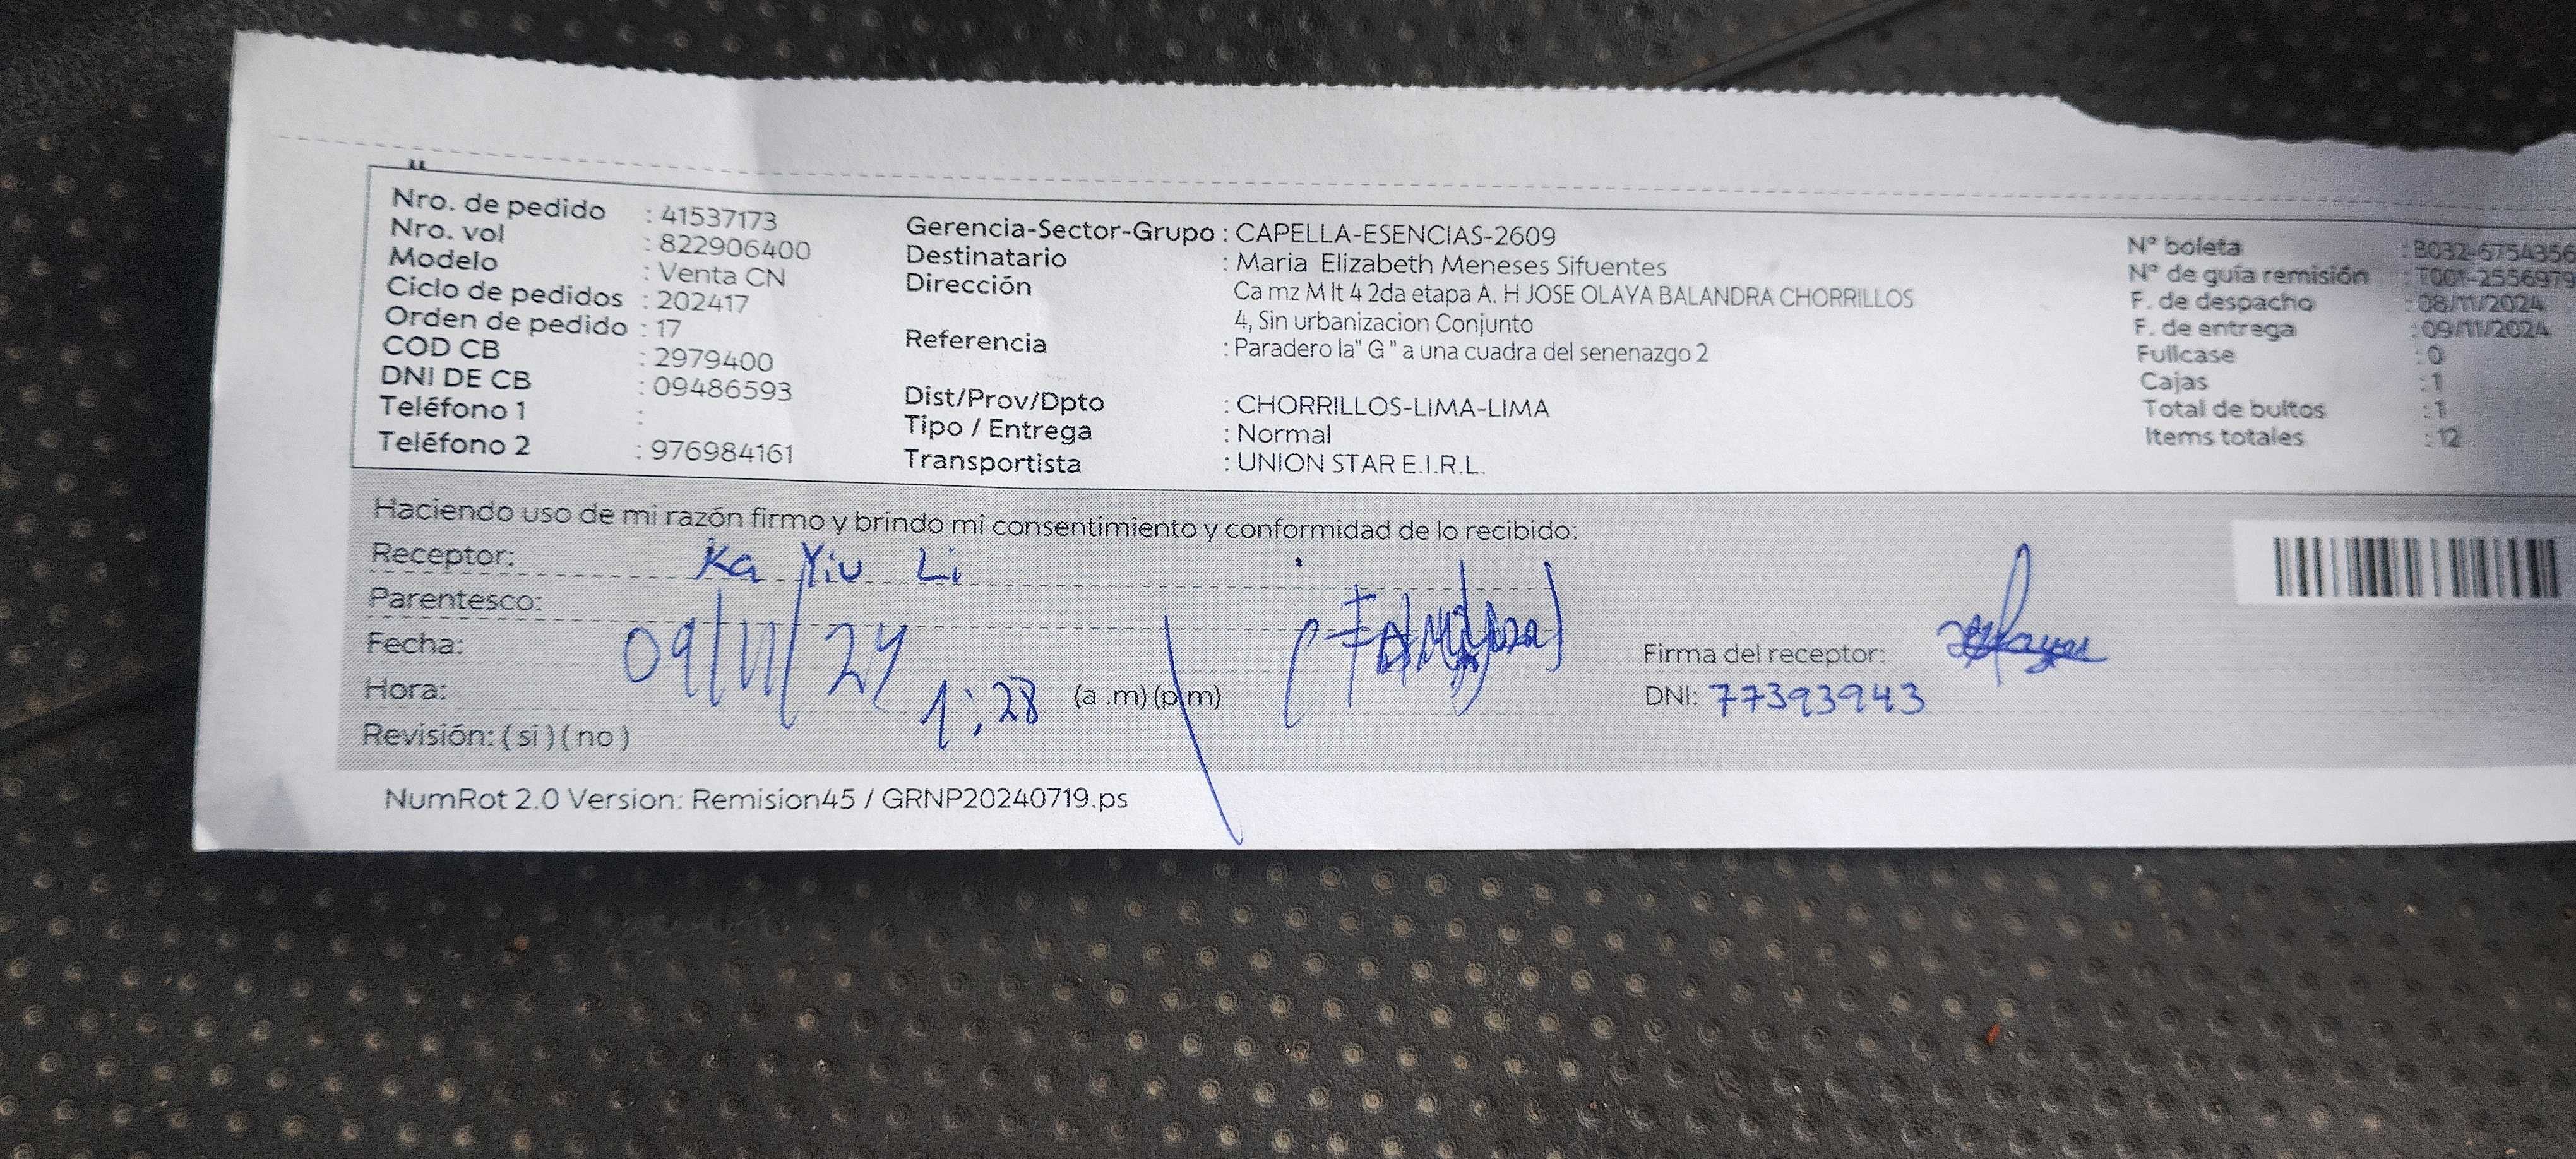 Nro. de pedido : 41537173
Nro. vol : 822906400
Modelo : Venta CN
Ciclo de pedidos : 202417
Orden de pedido : 17
COD CB : 2979400
DNI DE CB : 09486593
Teléfono 1 :
Teléfono 2 : 976984161
Gerencia-Sector-Grupo : CAPELLA-ESENCIAS-2609
Destinatario : Maria Elizabeth Meneses Sifuentes
Dirección Ca mz M lt 4 2da etapa A. H JOSE OLAYA BALANDRA CHORRILLOS
4, Sin urbanizacion Conjunto
Referencia : Paradero la" G " a una cuadra del senenazgo 2
Dist/Prov/Dpto : CHORRILLOS-LIMA-LIMA
Tipo / Entrega : Normal
Transportista : UNION STAR E.I.R.L.
N° boleta : B032-6754356
N° de guía remisión : T001-2556979
F. de despacho : 08/11/2024
F. de entrega : 09/11/2024
Fullcase : 0
Cajas : 1
Total de bultos : 1
Items totales : 12
Haciendo uso de mi razón firmo y brindo mi consentimiento y conformidad de lo recibido:
Receptor: Ka Yiu Li
Parentesco:
Fecha: 09/11/24
Hora: 1:28 (a .m) (p.m)
Revisión: ( si ) ( no )
Firma del receptor:
DNI: 77393943
NumRot 2.0 Version: Remision45 / GRNP20240719.ps